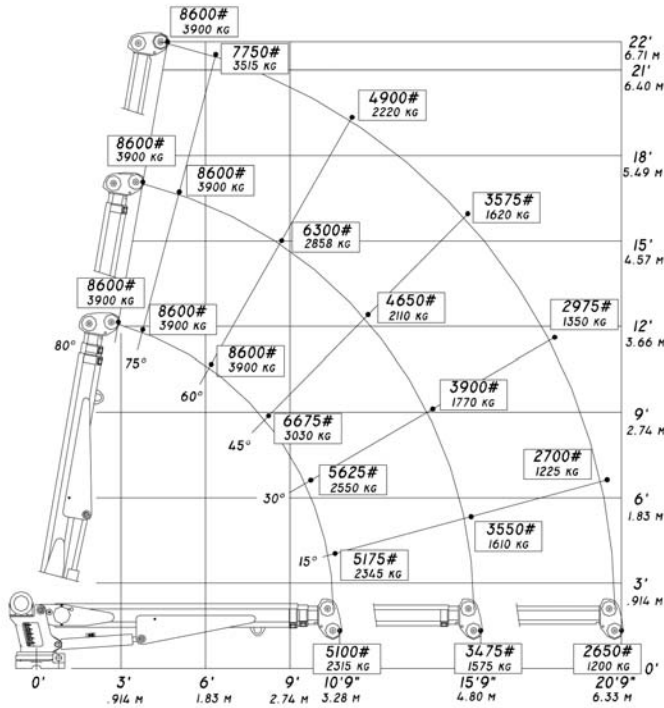 8600#
3900 KG
22'
6.71 M
7750#
3515 KG
21'
6.40 M
4900#
2220 KG
18'
5.49 M
8600#
3900 KG
8600#
3900 KG
3575#
1620 KG
6300#
2858 KG
15'
4.57 M
8600#
3900 KG
8600#
3900 KG
4650#
2110 KG
2975#
1350 KG
12'
3.66 M
80°
75°
60°
8600#
3900 KG
3900#
1770 KG
45°
6675#
3030 KG
9'
2.74 M
30°
5625#
2550 KG
2700#
1225 KG
6'
1.83 M
15°
5175#
2345 KG
3550#
1610 KG
3'
.914 M
5100#
2315 KG
3475#
1575 KG
2650#
1200 KG
0'
0'
3'
.914 M
6'
1.83 M
9'
2.74 M
10'9"
3.28 M
15'9"
4.80 M
20'9"
6.33 M